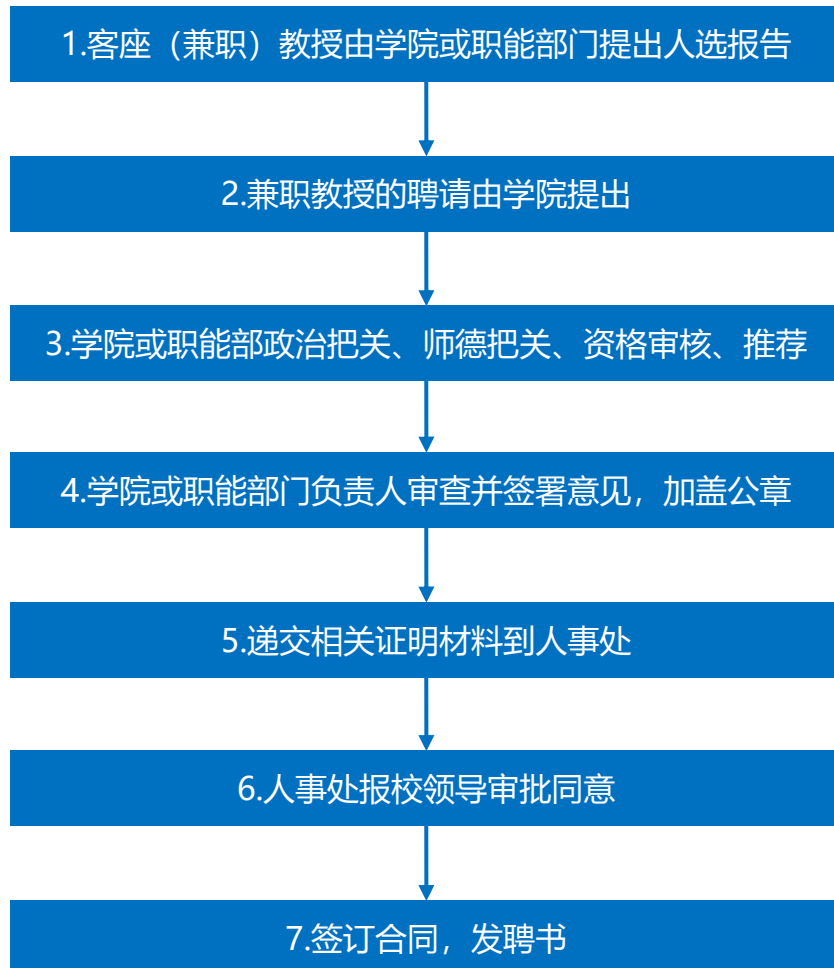 1.客座（兼职）教授由学院或职能部门提出人选报告
2.兼职教授的聘请由学院提出
3.学院或职能部政治把关、师德把关、资格审核、推荐
4.学院或职能部门负责人审查并签署意见，加盖公章
5.递交相关证明材料到人事处
6.人事处报校领导审批同意
7.签订合同，发聘书